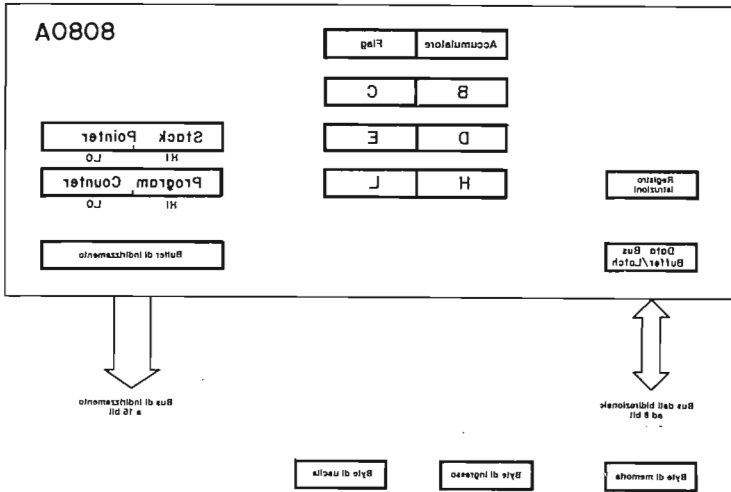 8080A
Accumulatore
Flag
B
C
D
E
Stack Pointer
HI
LO
H
L
Program Counter
HI
LO
Registro
Istruzioni
Data Bus
Buffer/Latch
Buffer di indirizzamento
Bus dati bidirezionale
ad 8 bit
Bus di indirizzamento
a 16 bit
Byte di memoria
Byte di ingresso
Byte di uscita